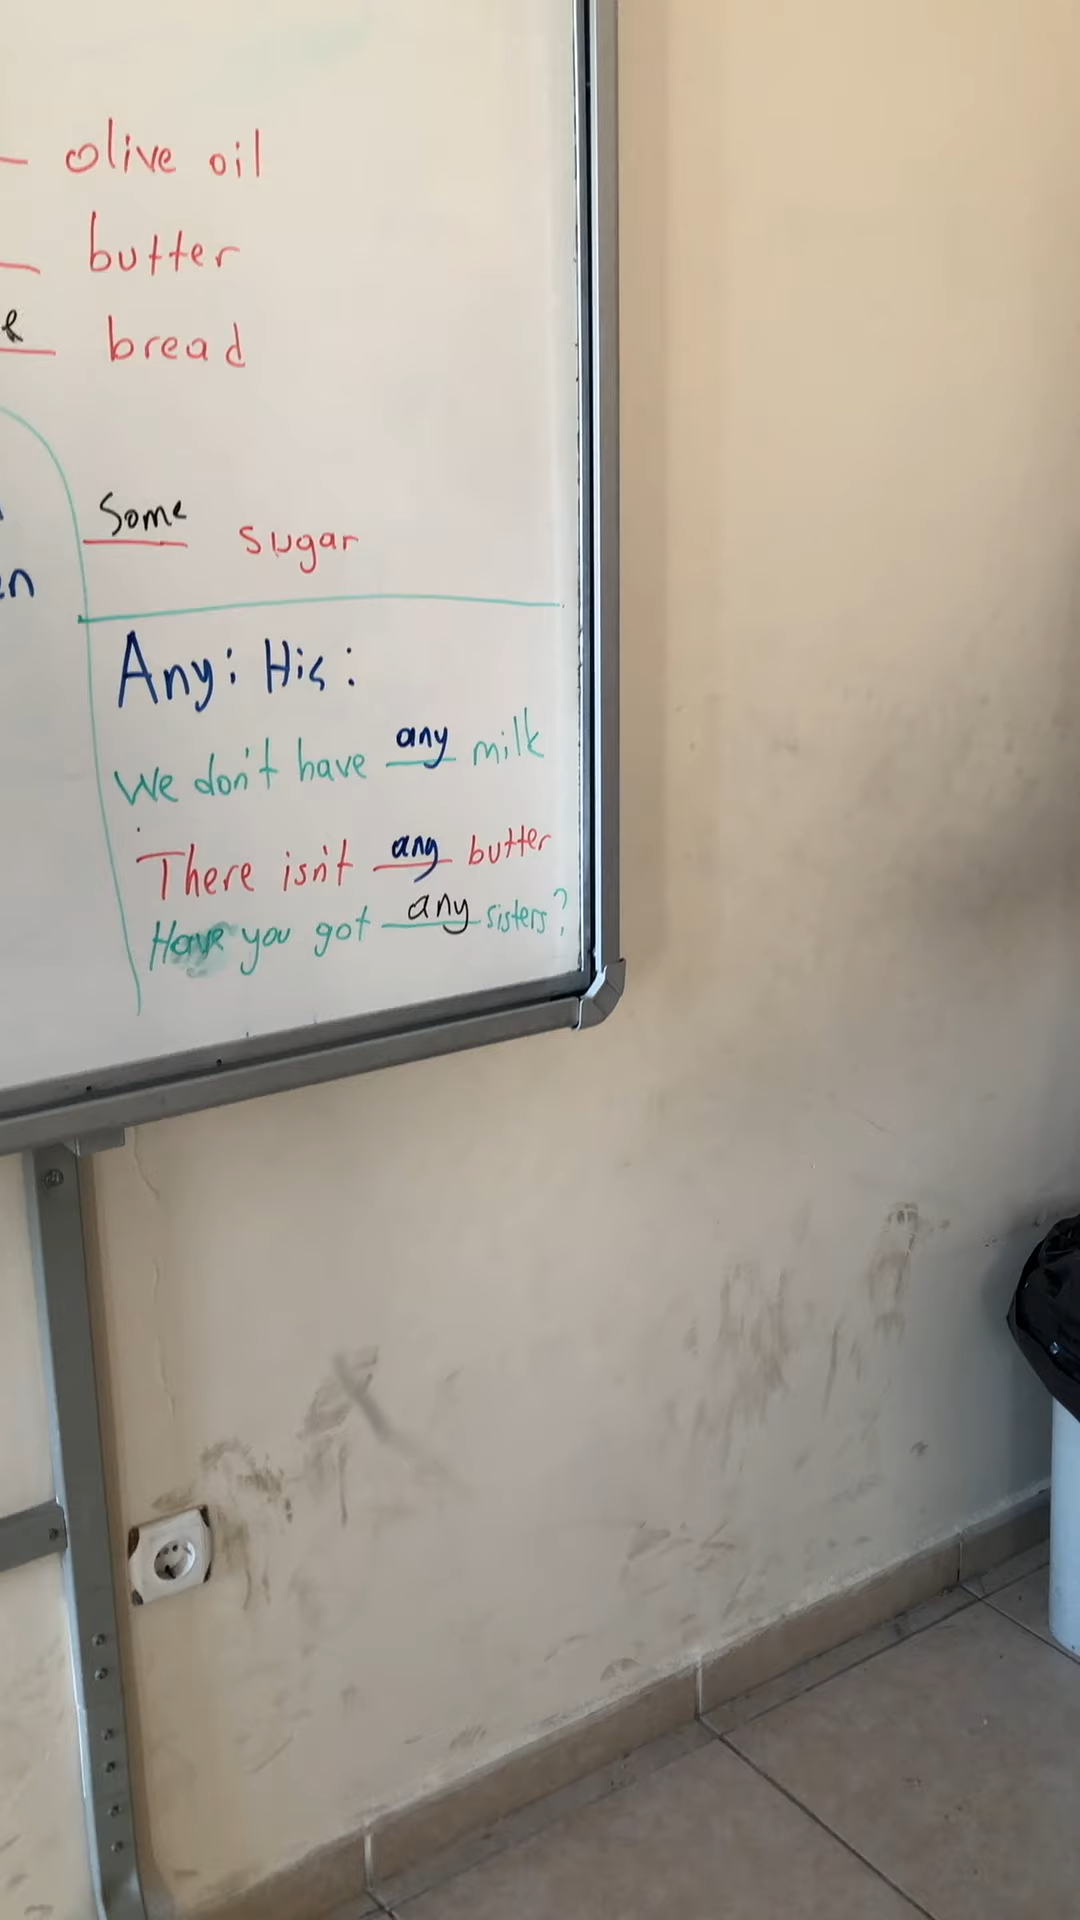 olive oil
butter
e bread
Some sugar
en
Any: Hiç:
We don't have any milk
There isn't any butter
Have you got any sisters?